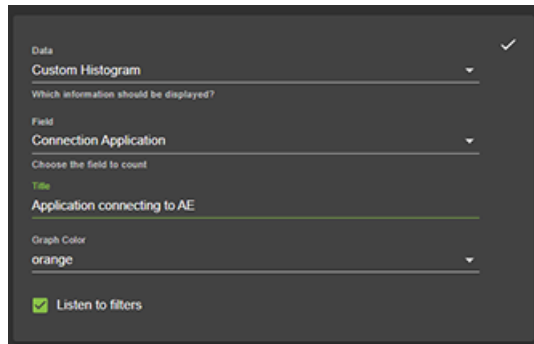 Data
Custom Histogram
Which information should be displayed?
Field
Connection Application
Choose the field to count
Title
Application connecting to AE
Graph Color
orange
Listen to filters